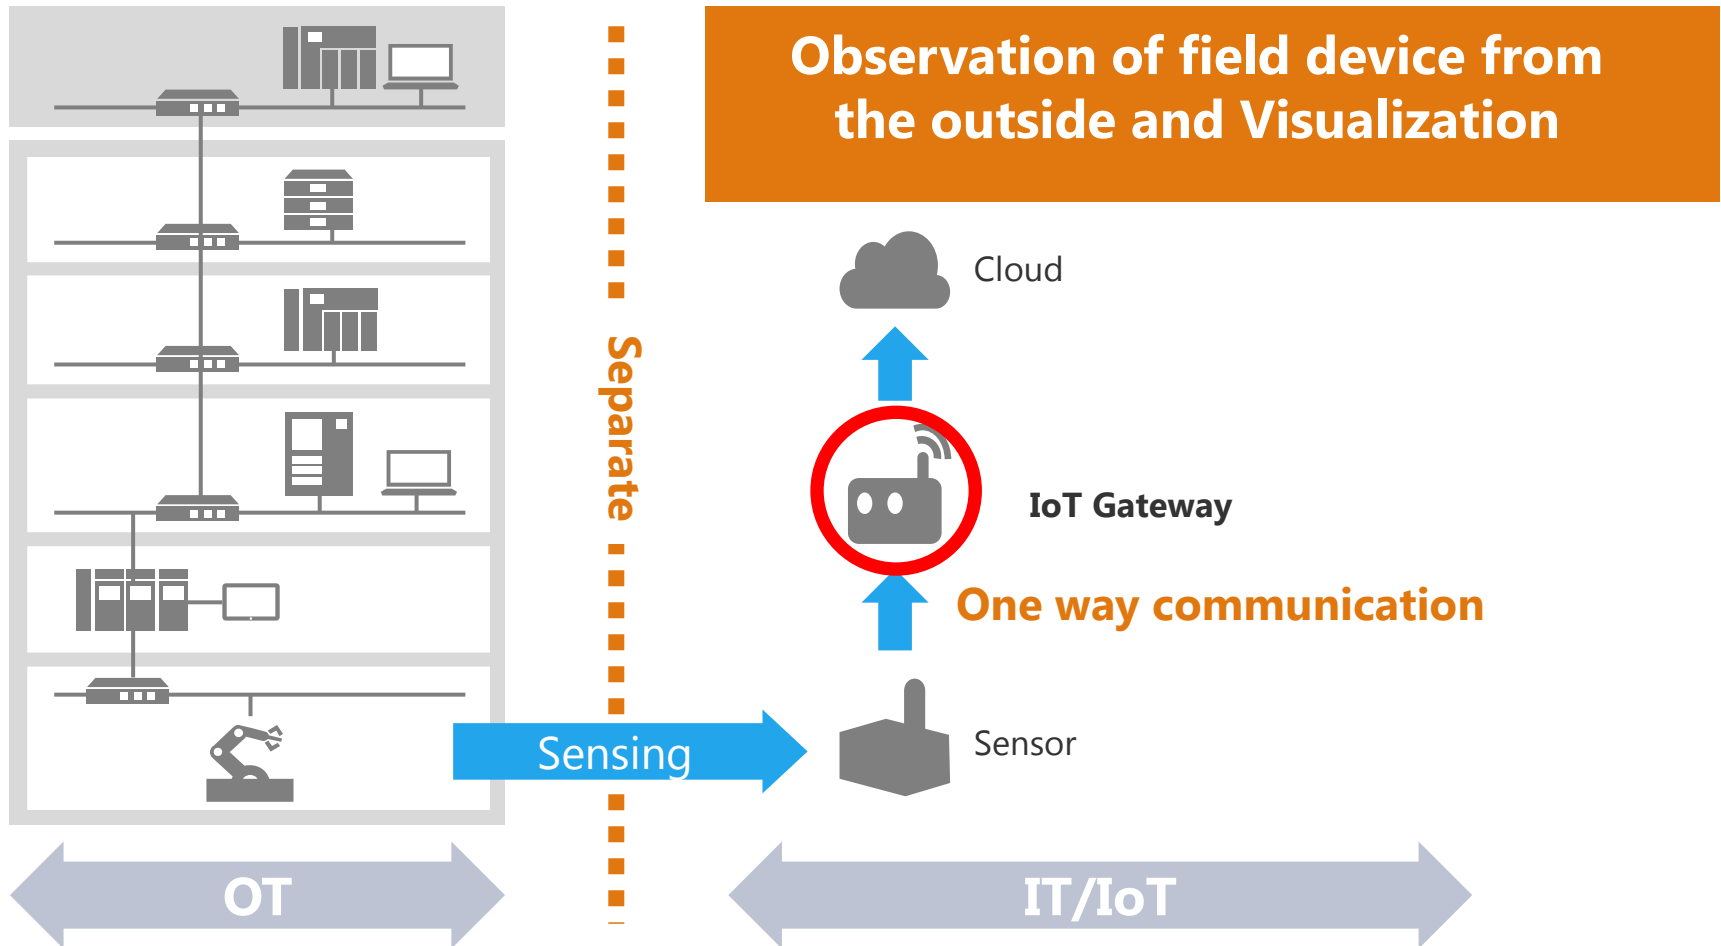 Observation of field device from
the outside and Visualization
Cloud
Separate
IoT Gateway
One way communication
Sensor
Sensing
OT
IT/IoT